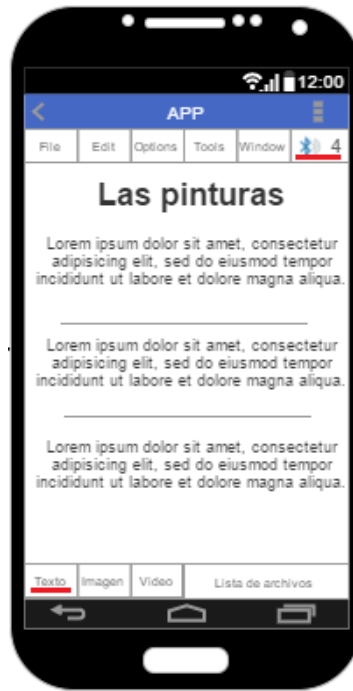 12:00
APP
File Edit Options Tools Window 4
Las pinturas
Lorem ipsum dolor sit amet, consectetur
adipisicing elit, sed do eiusmod tempor
incididunt ut labore et dolore magna aliqua.
Lorem ipsum dolor sit amet, consectetur
adipisicing elit, sed do eiusmod tempor
incididunt ut labore et dolore magna aliqua.
Lorem ipsum dolor sit amet, consectetur
adipisicing elit, sed do eiusmod tempor
incididunt ut labore et dolore magna aliqua.
Texto Imagen Video Lista de archivos